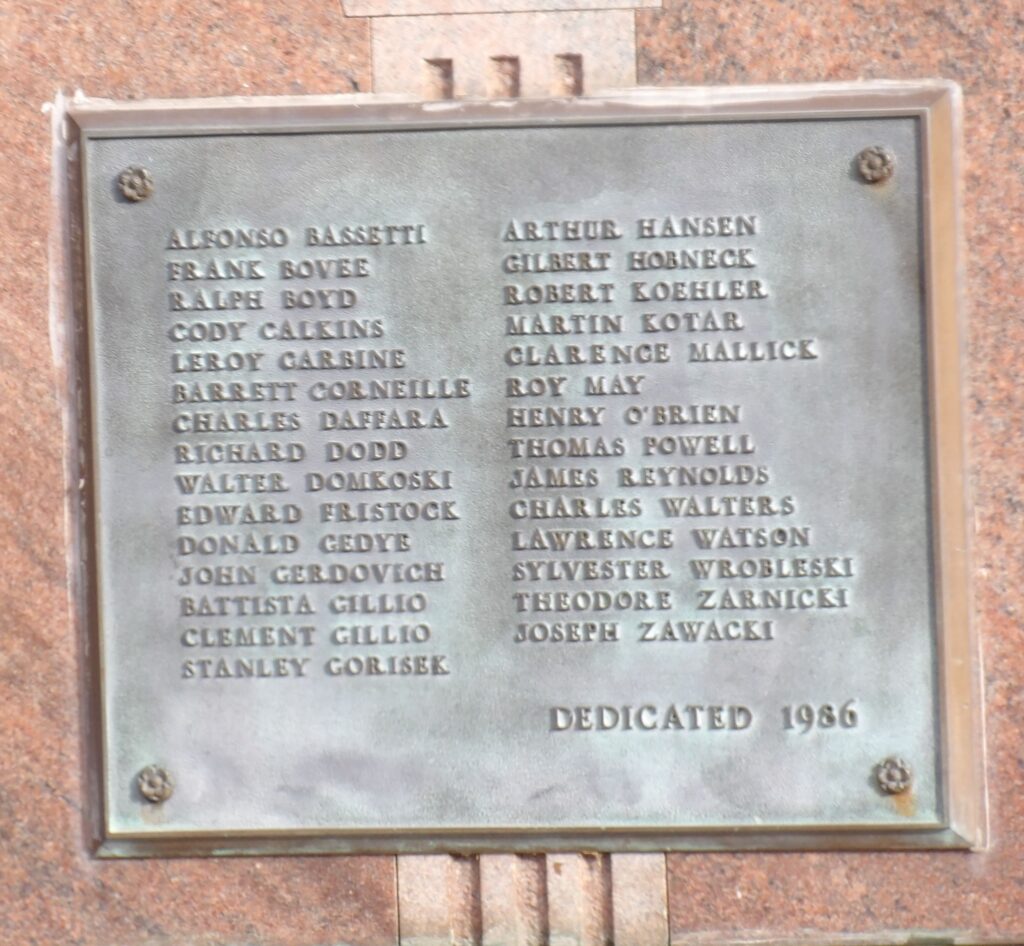 ALFONSO BASSETTI
FRANK BOVEE
RALPH BOYD
CODY CALKINS
LEROY CARBINE
BARRETT CORNEILLE
CHARLES DAFFARA
RICHARD DODD
WALTER DOMKOSKI
EDWARD FRISTOCK
DONALD GEDYE
JOHN GERDOVICH
BATTISTA GILLIO
CLEMENT GILLIO
STANLEY GORISEK
ARTHUR HANSEN
GILBERT HOBNECK
ROBERT KOEHLER
MARTIN KOTAR
CLARENCE MALLICK
ROY MAY
HENRY O'BRIEN
THOMAS POWELL
JAMES REYNOLDS
CHARLES WALTERS
LAWRENCE WATSON
SYLVESTER WROBLESKI
THEODORE ZARNICKI
JOSEPH ZAWACKI
DEDICATED 1986